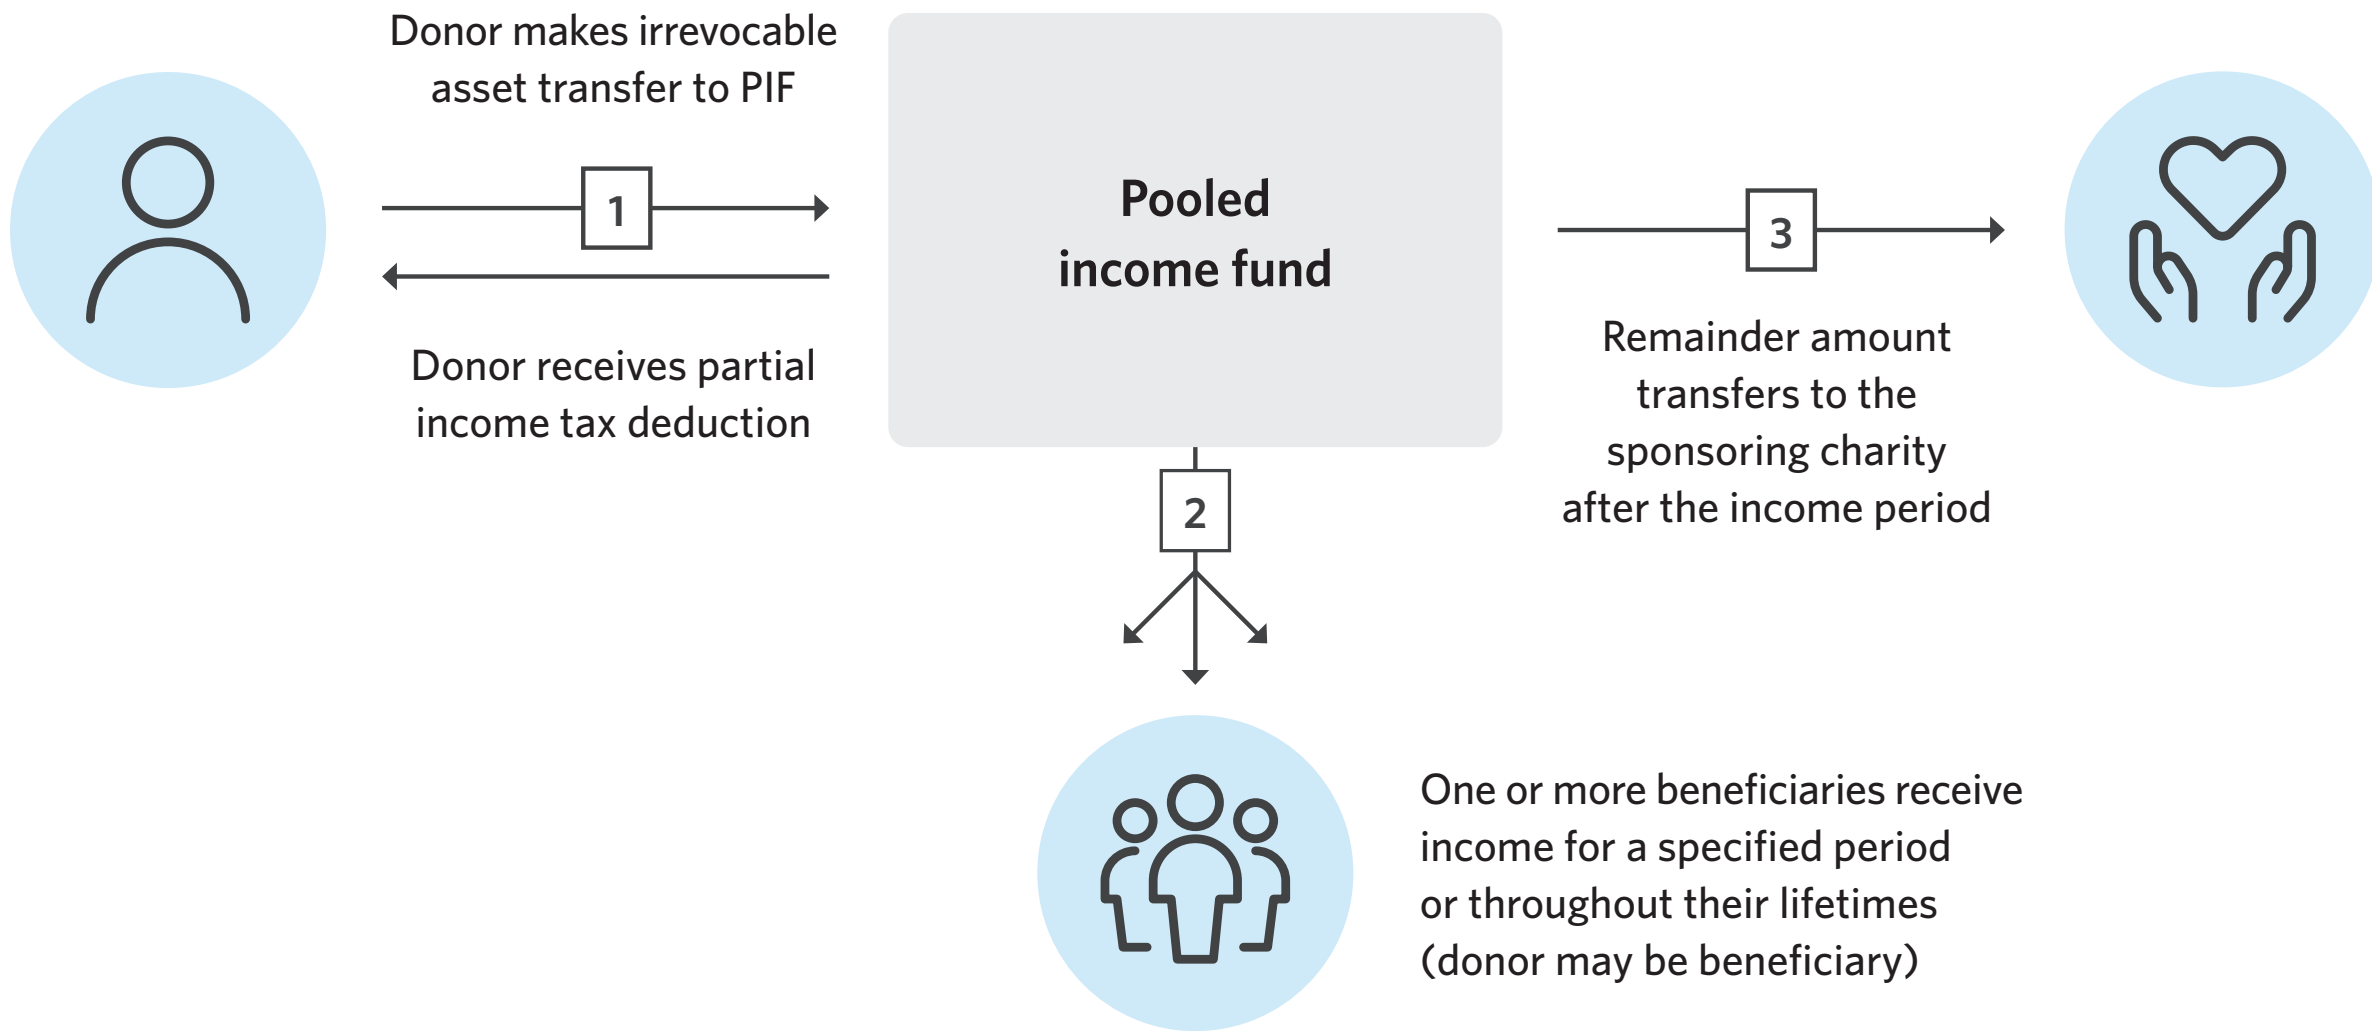 Donor makes irrevocable
asset transfer to PIF
1
Donor receives partial
income tax deduction
Pooled
income fund
2
One or more beneficiaries receive
income for a specified period
or throughout their lifetimes
(donor may be beneficiary)
3
Remainder amount
transfers to the
sponsoring charity
after the income period